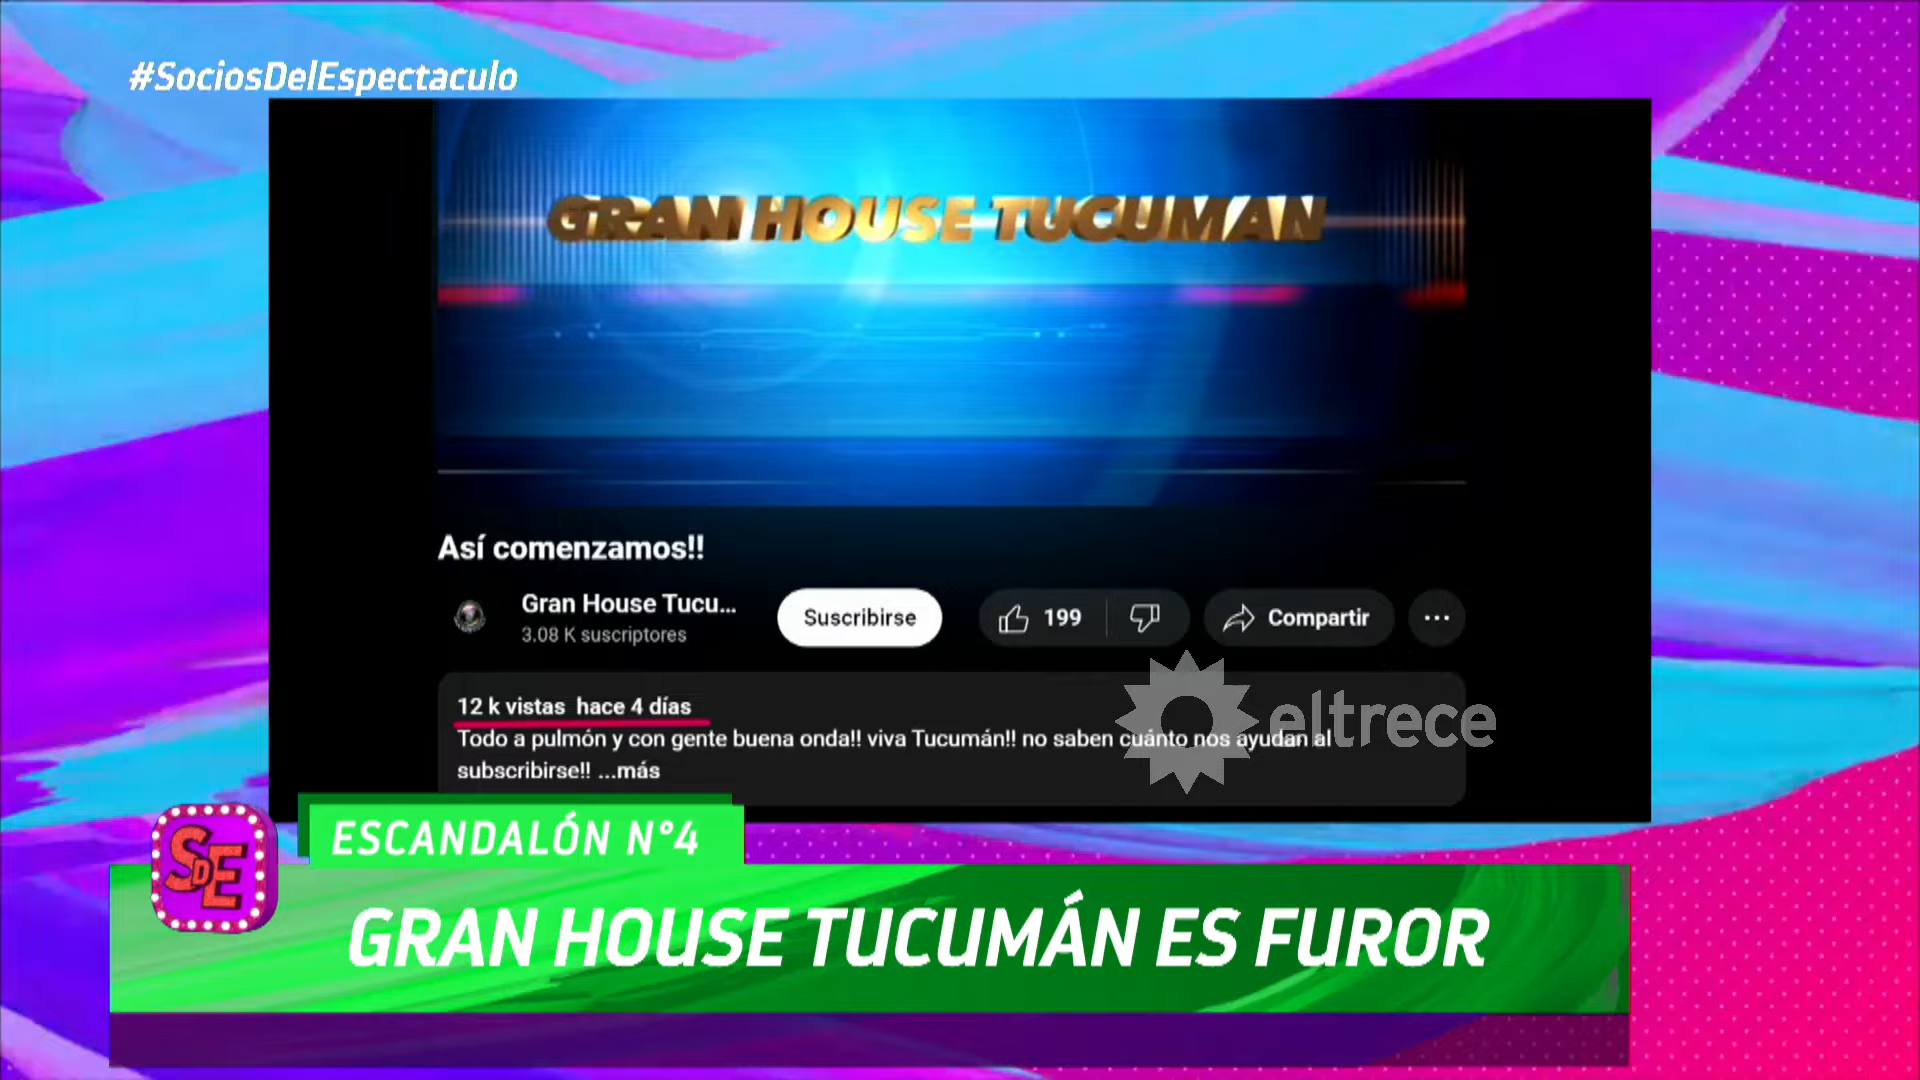 #SociosDelEspectaculo
GRAN HOUSE TUCUMAN
Así comenzamos!!
Gran House Tucu...
3.08 K suscriptores
Suscribirse
199
Compartir
12 k vistas hace 4 días
Todo a pulmón y con gente buena onda!! viva Tucumán!! no saben cuánto nos ayudan al
subscribirse!! ...más
eltrece
ESCANDALÓN N°4
SDE
GRAN HOUSE TUCUMÁN ES FUROR